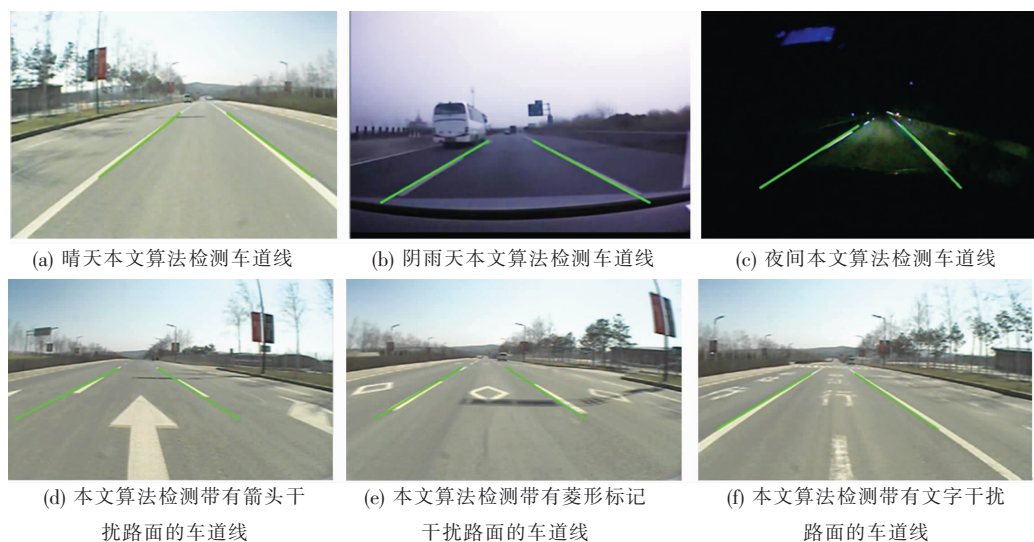 (a) 晴天本文算法检测车道线
(b) 阴雨天本文算法检测车道线
(c) 夜间本文算法检测车道线
(d) 本文算法检测带有箭头干
扰路面的车道线
(e) 本文算法检测带有菱形标记
干扰路面的车道线
(f) 本文算法检测带有文字干扰
路面的车道线